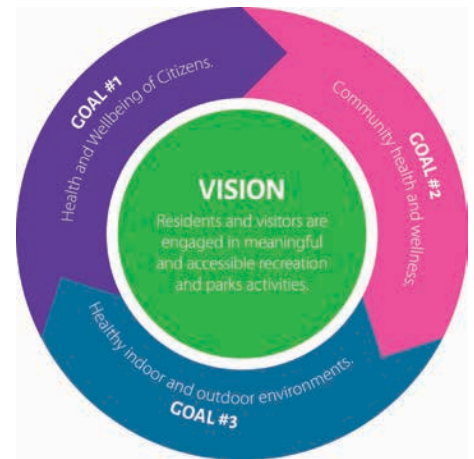 GOAL #1
Health and Wellbeing of Citizens.
GOAL #2
Community health and wellness.
VISION
Residents and visitors are
engaged in meaningful
and accessible recreation
and parks activities.
Healthy indoor and outdoor environments.
GOAL #3